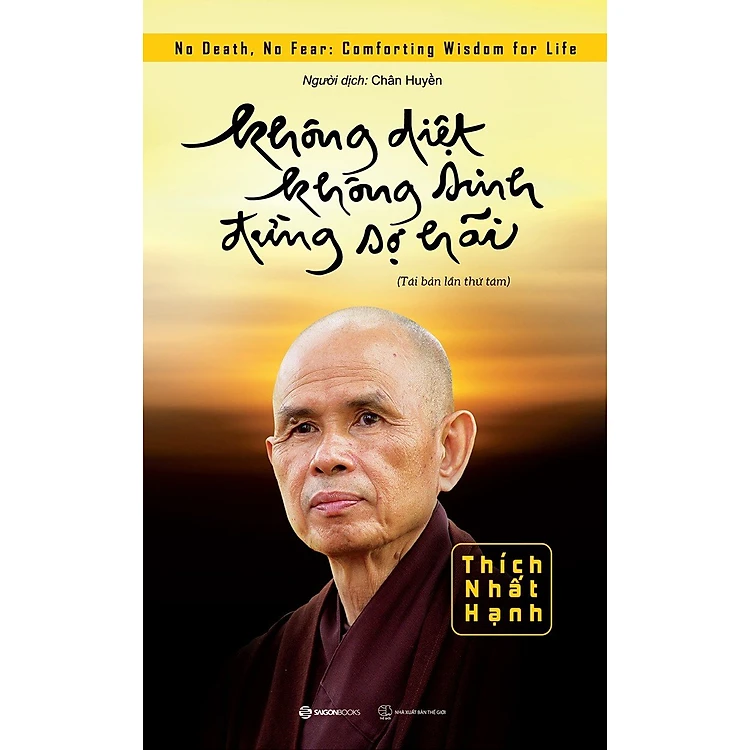 No Death, No Fear: Comforting Wisdom for Life
Người dịch: Chân Huyền
không diệt
không sinh
đừng sợ hãi
(Tái bản lần thứ tám)
Thích
Nhất
Hạnh
SAIGONBOOKS
NHÀ XUẤT BẢN THẾ GIỚI